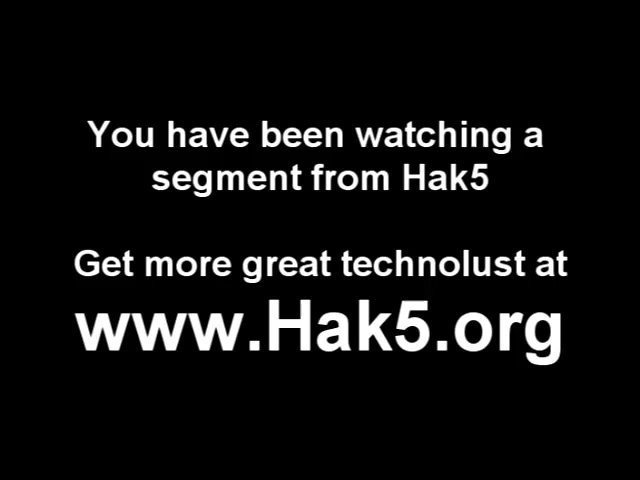 You have been watching a
segment from Hak5
Get more great technolust at
www.Hak5.org